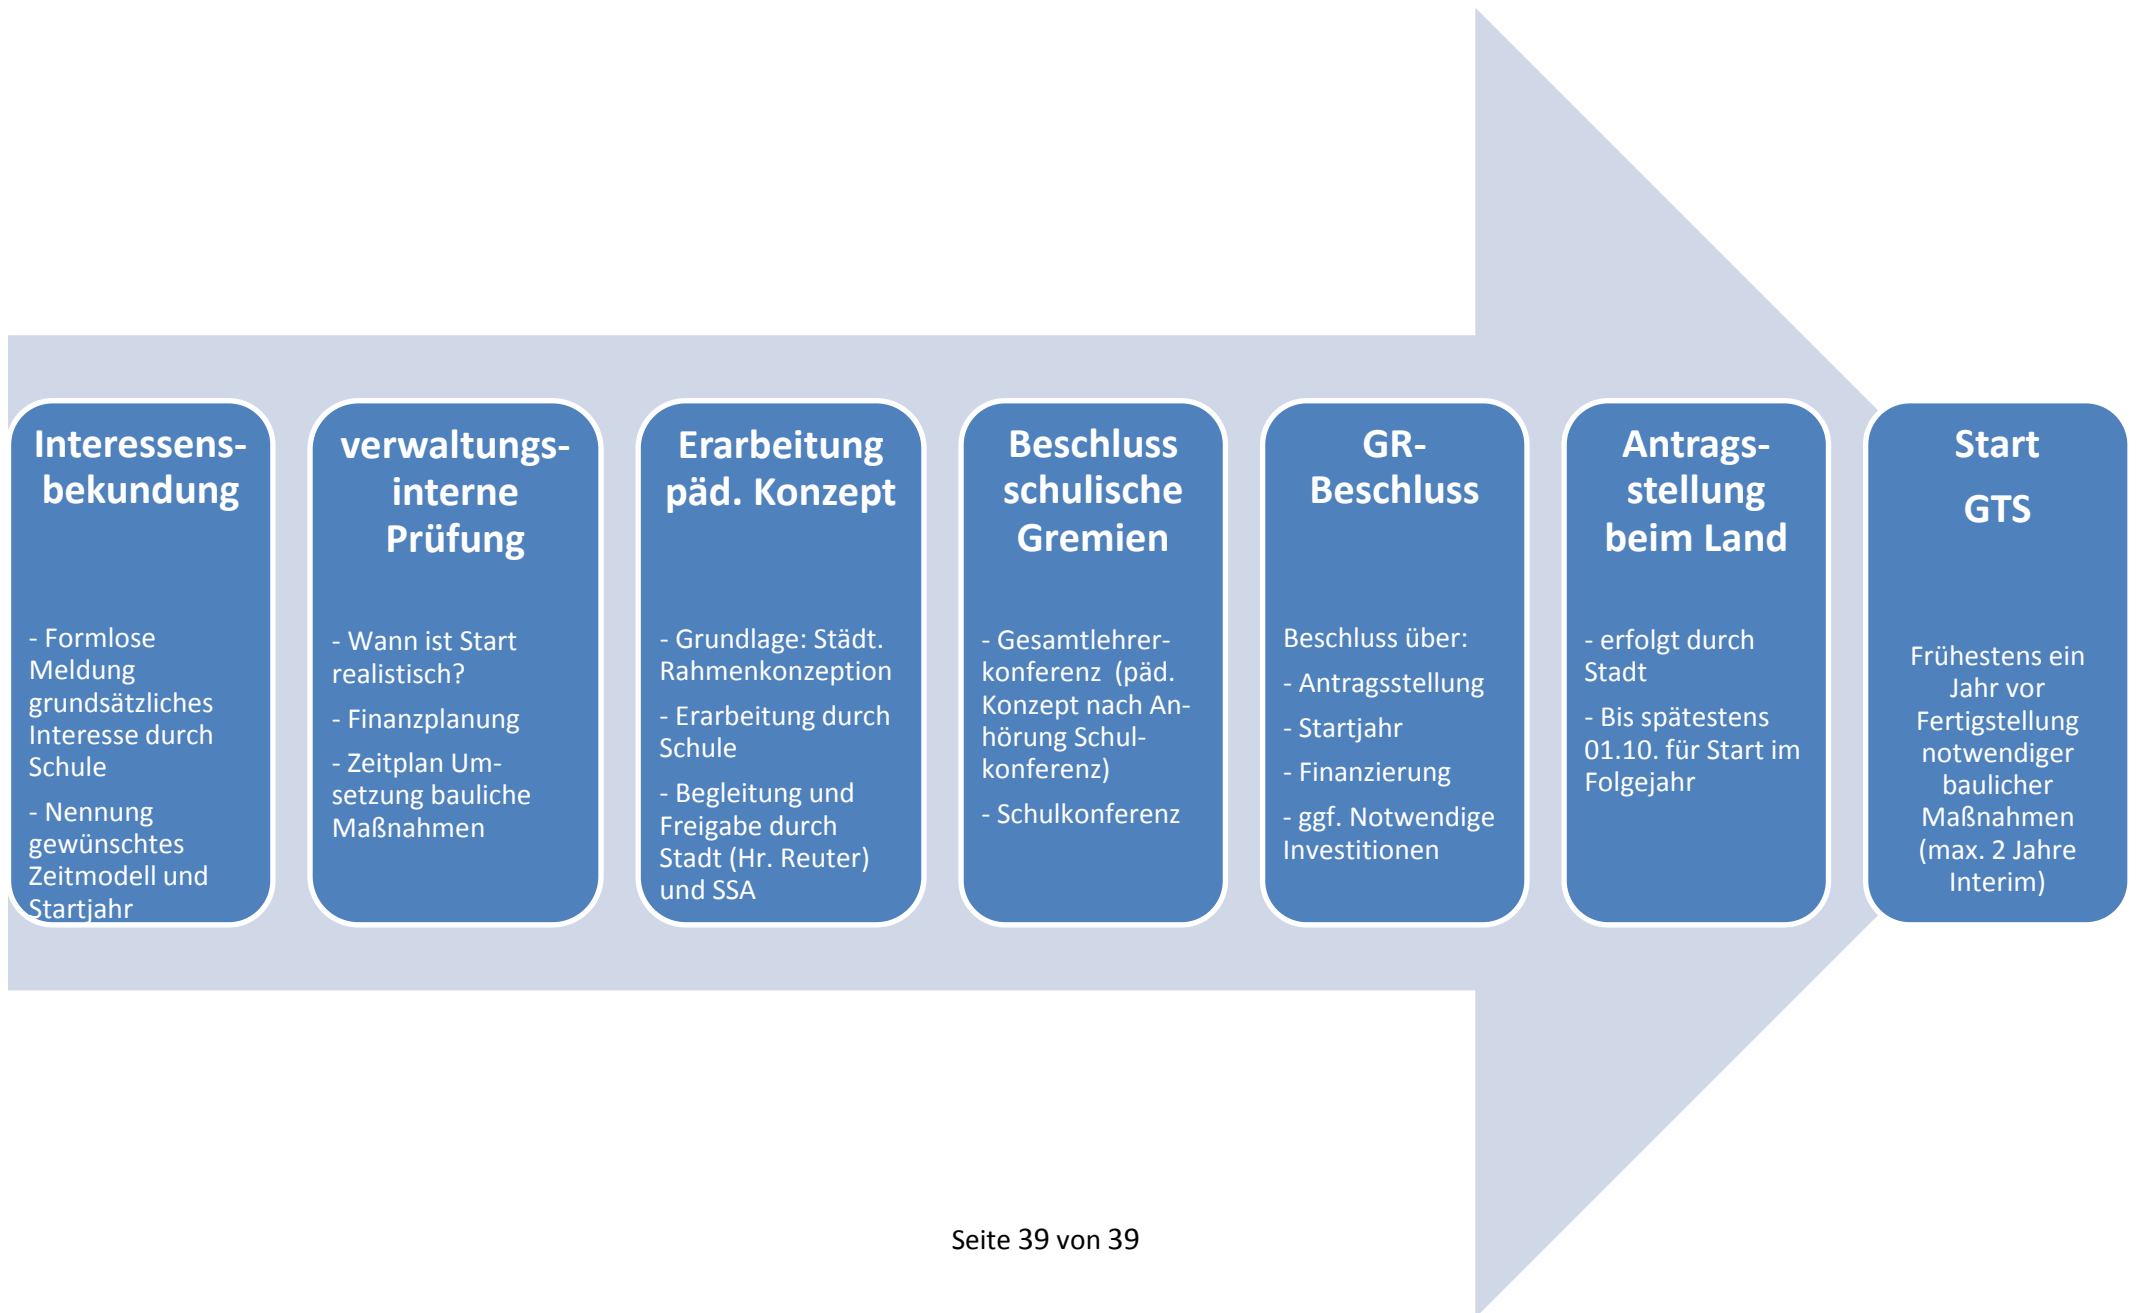 Interessens-
bekundung
- Formlose
Meldung
grundsätzliches
Interesse durch
Schule
- Nennung
gewünschtes
Zeitmodell und
Startjahr
verwaltungs-
interne
Prüfung
- Wann ist Start
realistisch?
- Finanzplanung
- Zeitplan Um-
setzung bauliche
Maßnahmen
Erarbeitung
päd. Konzept
- Grundlage: Städt.
Rahmenkonzeption
- Erarbeitung durch
Schule
- Begleitung und
Freigabe durch
Stadt (Hr. Reuter)
und SSA
Beschluss
schulische
Gremien
- Gesamtlehrer-
konferenz (päd.
Konzept nach An-
hörung Schul-
konferenz)
- Schulkonferenz
GR-
Beschluss
Beschluss über:
- Antragsstellung
- Startjahr
- Finanzierung
- ggf. Notwendige
Investitionen
Antrags-
stellung
beim Land
- erfolgt durch
Stadt
- Bis spätestens
01.10. für Start im
Folgejahr
Start
GTS
Frühestens ein
Jahr vor
Fertigstellung
notwendiger
baulicher
Maßnahmen
(max. 2 Jahre
Interim)
Seite 39 von 39